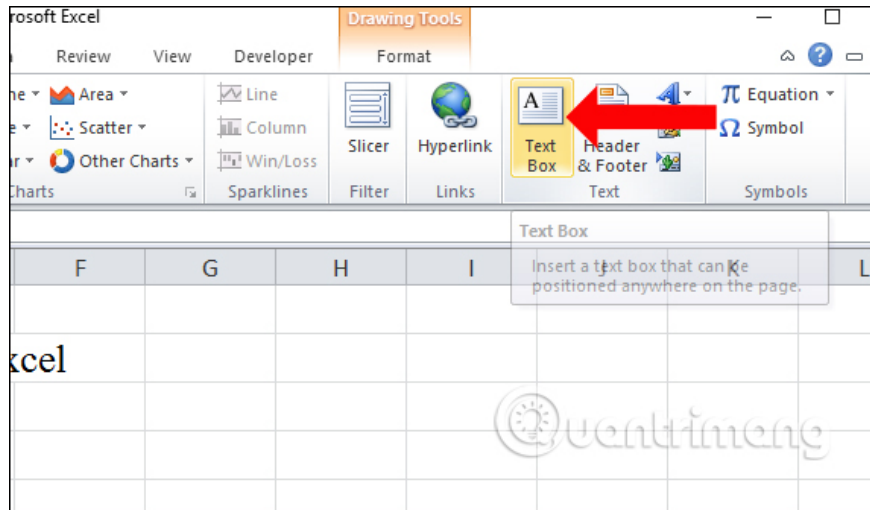 rosoft Excel
Drawing Tools
Review View Developer Format
Area Line
Scatter Column
Other Charts Win/Loss
Slicer
Hyperlink
Text Box
Header & Footer
Equation
Symbol
Charts Sparklines Filter Links Text Symbols
Text Box
Insert a text box that can be
positioned anywhere on the page.
F G H I J K L
xcel
Quantrimang